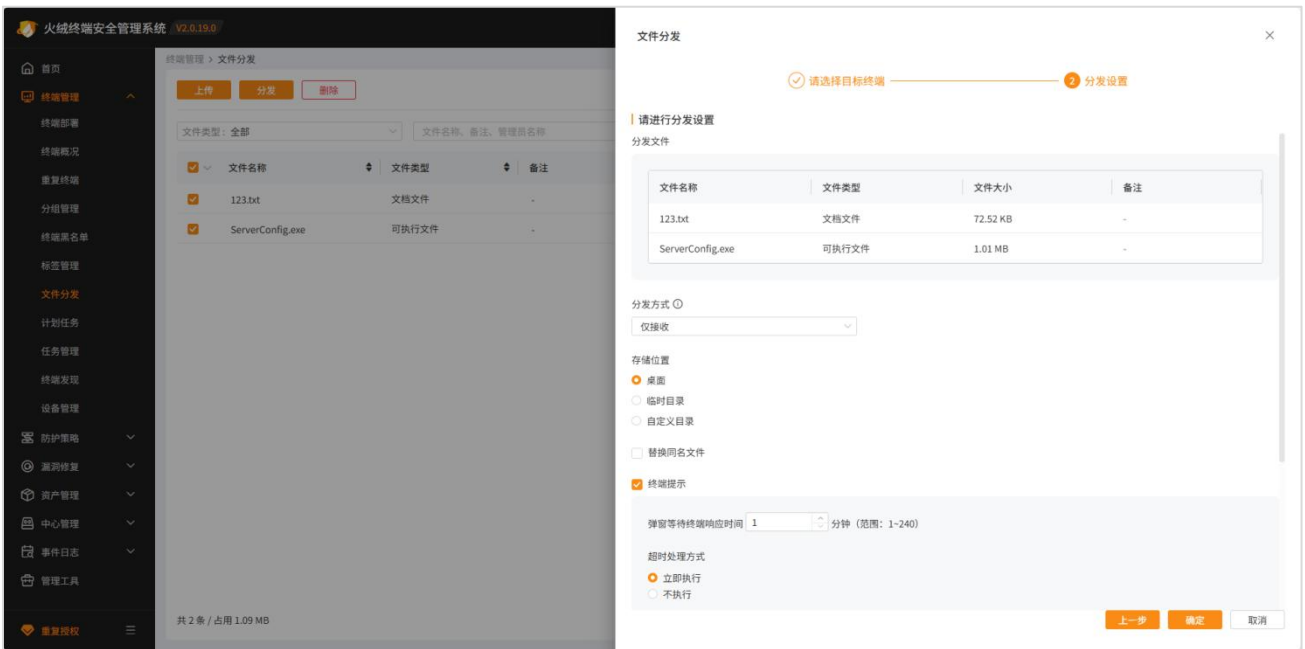 火绒终端安全管理系统 V2.0.19.0
首页
终端管理
终端部署
终端概况
重复终端
分组管理
终端黑名单
标签管理
文件分发
计划任务
任务管理
终端发现
设备管理
防护策略
漏洞修复
资产管理
中心管理
事件日志
管理工具
重复授权
终端管理 > 文件分发
上传 分发 删除
文件类型: 全部 文件名称、备注、管理员名称
文件名称 文件类型 备注
123.txt 文档文件 -
ServerConfig.exe 可执行文件 -
共 2 条 / 占用 1.09 MB
文件分发
请选择目标终端 2 分发设置
请进行分发设置
分发文件
文件名称 文件类型 文件大小 备注
123.txt 文档文件 72.52 KB -
ServerConfig.exe 可执行文件 1.01 MB -
分发方式
仅接收
存储位置
桌面
临时目录
自定义目录
替换同名文件
终端提示
弹窗等待终端响应时间 1 分钟（范围：1~240）
超时处理方式
立即执行
不执行
上一步 确定 取消